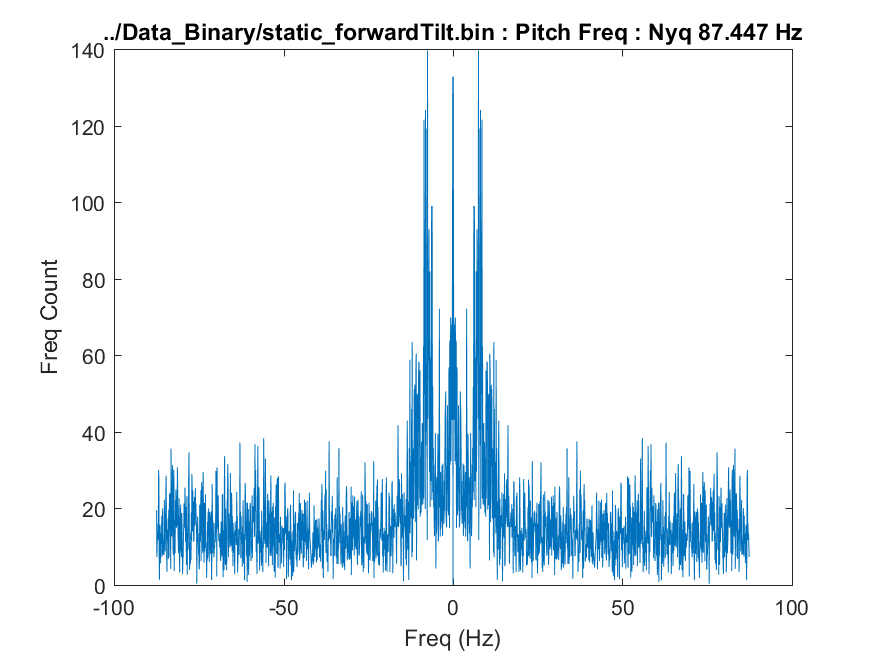 ../Data_Binary/static_forwardTilt.bin : Pitch Freq : Nyq 87.447 Hz
140
120
100
80
60
40
20
0
Freq Count
-100 -50 0 50 100
Freq (Hz)